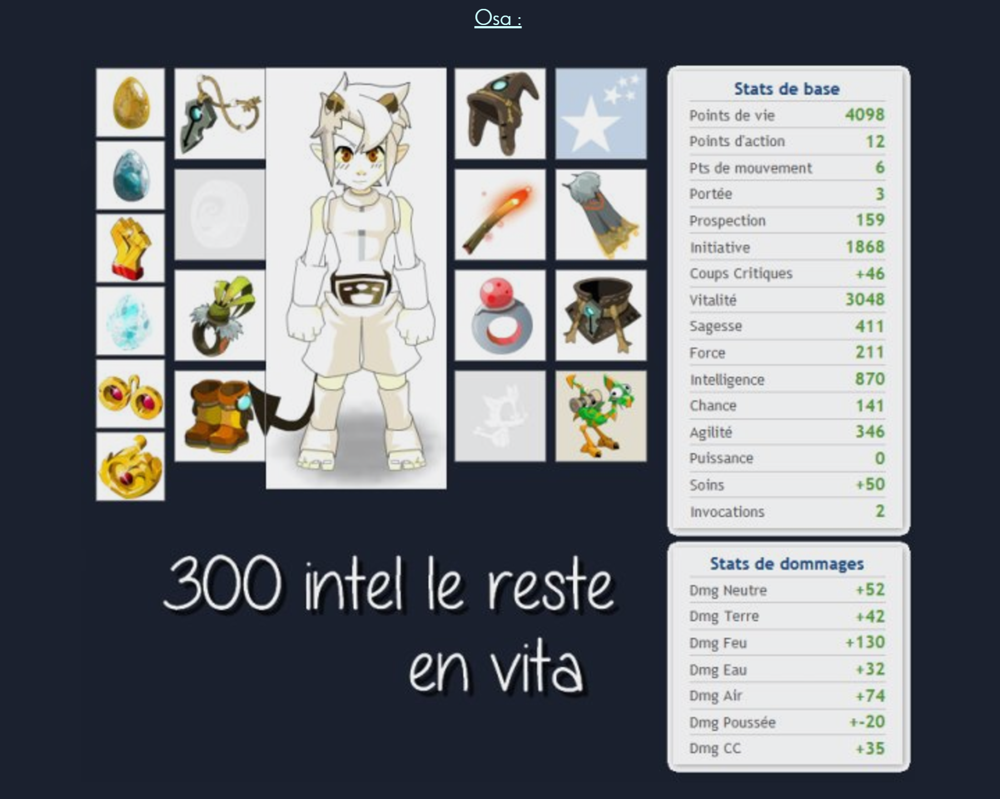 Osa :
Stats de base
Points de vie 4098
Points d'action 12
Pts de mouvement 6
Portée 3
Prospection 159
Initiative 1868
Coups Critiques +46
Vitalité 3048
Sagesse 411
Force 211
Intelligence 870
Chance 141
Agilité 346
Puissance 0
Soins +50
Invocations 2
300 intel le reste
en vita
Stats de dommages
Dmg Neutre +52
Dmg Terre +42
Dmg Feu +130
Dmg Eau +32
Dmg Air +74
Dmg Poussée +-20
Dmg CC +35